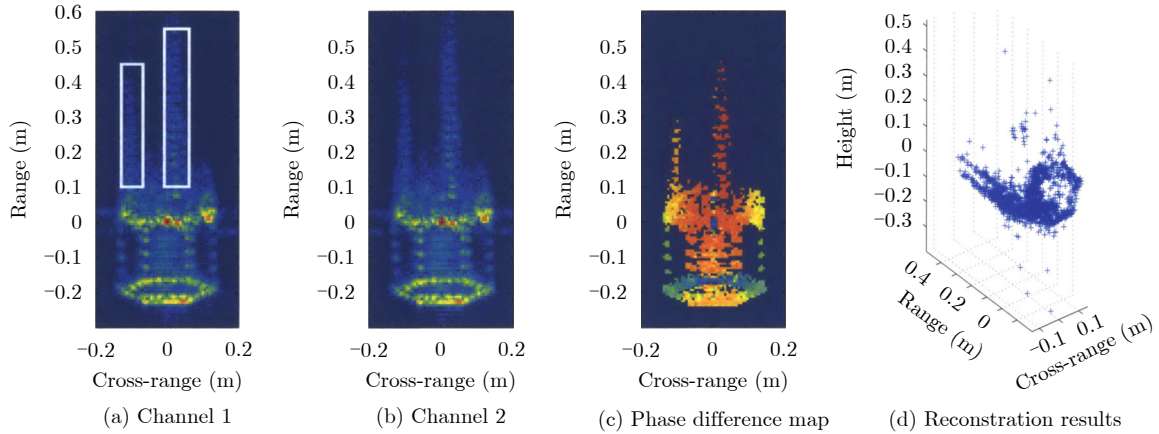 0.6
0.5
0.4
0.3
0.2
0.1
0
−0.1
−0.2
Range (m)
−0.2 0 0.2
Cross-range (m)
(a) Channel 1
0.5
0.4
0.3
0.2
0.1
0
−0.1
−0.2
Range (m)
−0.2 0 0.2
Cross-range (m)
(b) Channel 2
0.5
0.4
0.3
0.2
0.1
0
−0.1
−0.2
Range (m)
−0.2 0 0.2
Cross-range (m)
(c) Phase difference map
0.5
0.4
0.3
0.2
0.1
0
−0.1
−0.2
−0.3
Height (m)
0.4 0.2 0
Range (m)
−0.1 0.1
Cross-range (m)
(d) Reconstration results